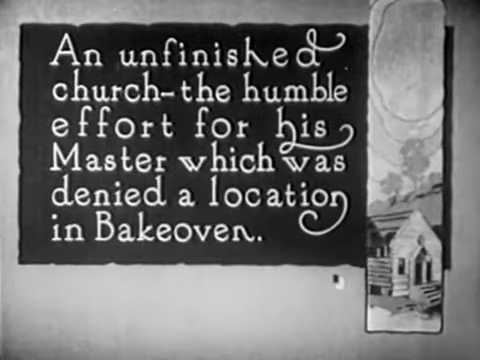 An unfinished
church-the humble
effort for his
Master which was
denied a location
in Bakeoven.